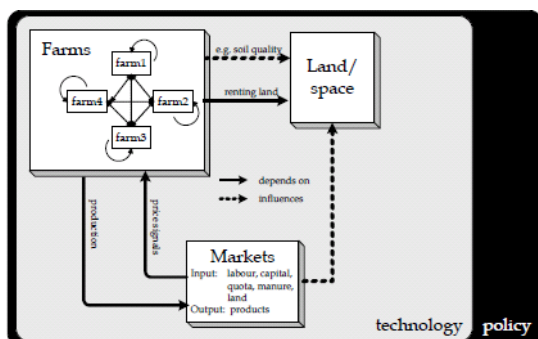 Farms
farm1
farm4
farm2
farm3
e.g. soil quality
renting land
Land/
space
depends on
influences
production
price signals
Markets
Input: labour, capital,
quota, manure,
land
Output: products
technology
policy